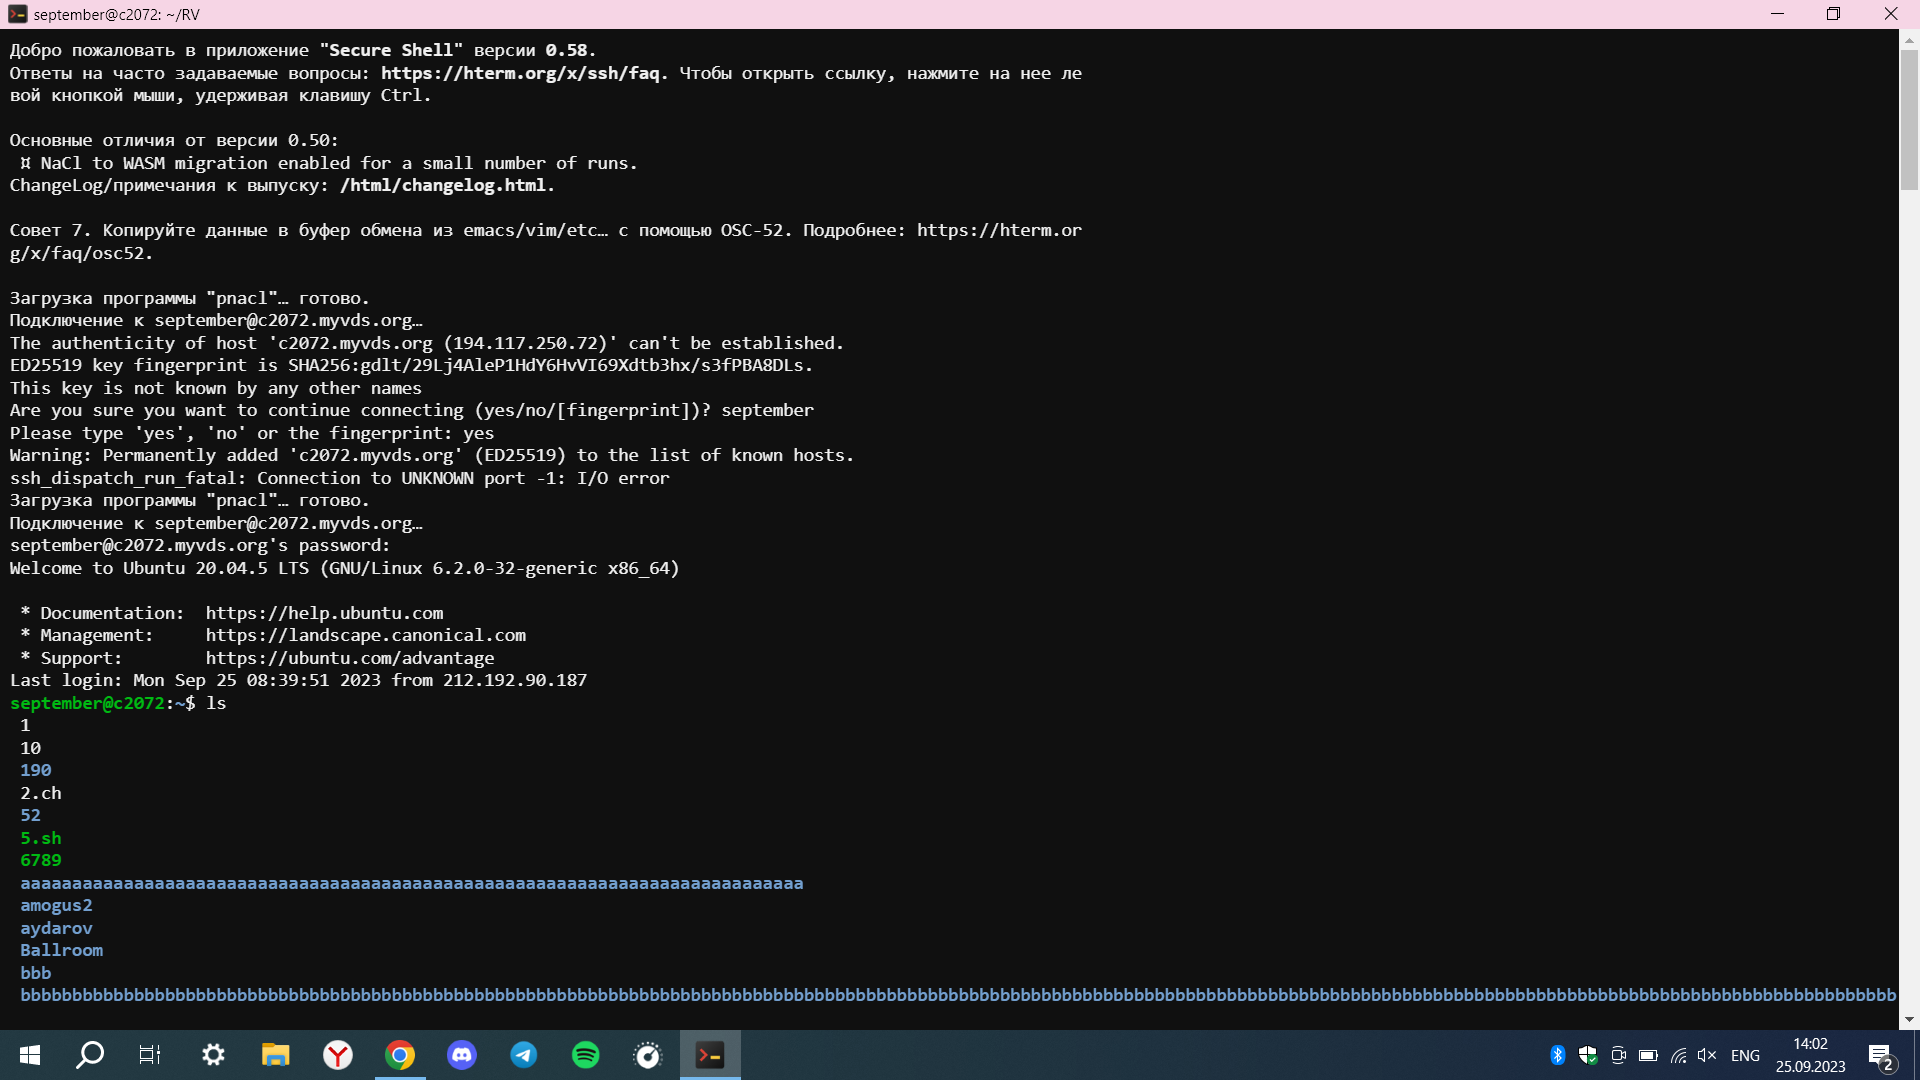 september@c2072: ~/RV
Добро пожаловать в приложение "Secure Shell" версии 0.58.
Ответы на часто задаваемые вопросы: https://hterm.org/x/ssh/faq. Чтобы открыть ссылку, нажмите на нее ле
вой кнопкой мыши, удерживая клавишу Ctrl.
Основные отличия от версии 0.50:
¤ NaCl to WASM migration enabled for a small number of runs.
ChangeLog/примечания к выпуску: /html/changelog.html.
Совет 7. Копируйте данные в буфер обмена из emacs/vim/etc… с помощью OSC-52. Подробнее: https://hterm.or
g/x/faq/osc52.
Загрузка программы "pnacl"… готово.
Подключение к september@c2072.myvds.org…
The authenticity of host 'c2072.myvds.org (194.117.250.72)' can't be established.
ED25519 key fingerprint is SHA256:gdlt/29Lj4AleP1HdY6HvVI69Xdtb3hx/s3fPBA8DLs.
This key is not known by any other names
Are you sure you want to continue connecting (yes/no/[fingerprint])? september
Please type 'yes', 'no' or the fingerprint: yes
Warning: Permanently added 'c2072.myvds.org' (ED25519) to the list of known hosts.
ssh_dispatch_run_fatal: Connection to UNKNOWN port -1: I/O error
Загрузка программы "pnacl"… готово.
Подключение к september@c2072.myvds.org…
september@c2072.myvds.org's password:
Welcome to Ubuntu 20.04.5 LTS (GNU/Linux 6.2.0-32-generic x86_64)
* Documentation:  https://help.ubuntu.com
* Management:     https://landscape.canonical.com
* Support:        https://ubuntu.com/advantage
Last login: Mon Sep 25 08:39:51 2023 from 212.192.90.187
september@c2072:~$ ls
1
10
190
2.ch
52
5.sh
6789
aaaaaaaaaaaaaaaaaaaaaaaaaaaaaaaaaaaaaaaaaaaaaaaaaaaaaaaaaaaaaaaaaaaaaaaaaaaa
amogus2
aydarov
Ballroom
bbb
bbbbbbbbbbbbbbbbbbbbbbbbbbbbbbbbbbbbbbbbbbbbbbbbbbbbbbbbbbbbbbbbbbbbbbbbbbbbbbbbbbbbbbbbbbbbbbbbbbbbbbbbbbbbbbbbbbbbbbbbbbbbbbbbbbbbbbbbbbbbbbbbbbbbbbbbbbbbbbbbbbbbbbbbbbbbbbbbbb
ENG
14:02
25.09.2023
2